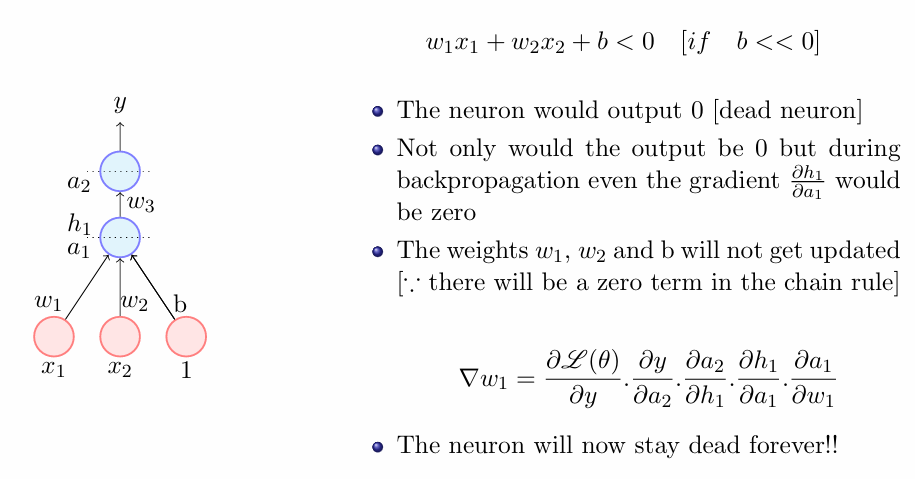 w₁x₁ + w₂x₂ + b < 0 [if b << 0]
y
a₂
w₃
h₁
a₁
w₁
w₂
b
x₁
x₂
1
The neuron would output 0 [dead neuron]
Not only would the output be 0 but during
backpropagation even the gradient ∂h₁/∂a₁ would
be zero
The weights w₁, w₂ and b will not get updated
[∵ there will be a zero term in the chain rule]
∇w₁ = ∂ℒ(θ)/∂y . ∂y/∂a₂ . ∂a₂/∂h₁ . ∂h₁/∂a₁ . ∂a₁/∂w₁
The neuron will now stay dead forever!!